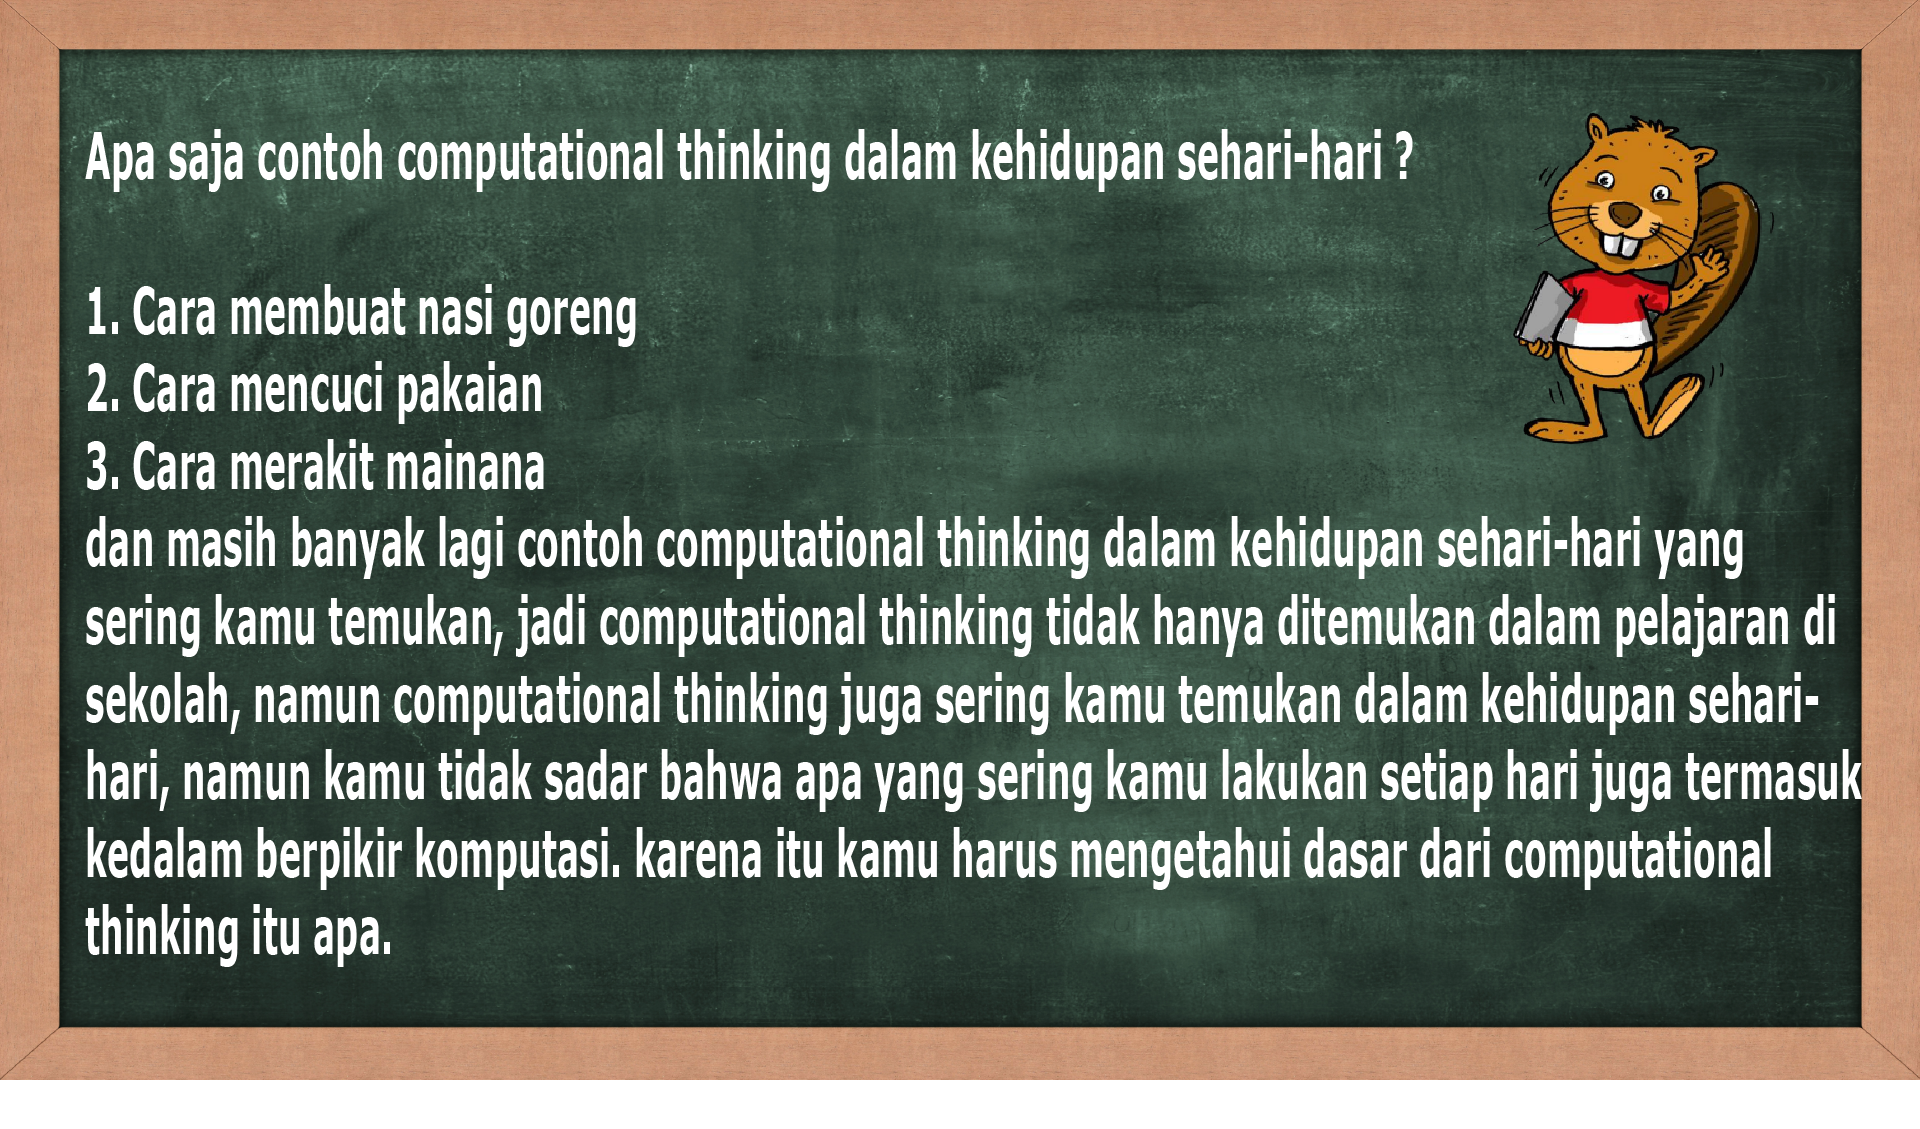 Apa saja contoh computational thinking dalam kehidupan sehari-hari ?
1. Cara membuat nasi goreng
2. Cara mencuci pakaian
3. Cara merakit mainana
dan masih banyak lagi contoh computational thinking dalam kehidupan sehari-hari yang
sering kamu temukan, jadi computational thinking tidak hanya ditemukan dalam pelajaran di
sekolah, namun computational thinking juga sering kamu temukan dalam kehidupan sehari-
hari, namun kamu tidak sadar bahwa apa yang sering kamu lakukan setiap hari juga termasuk
kedalam berpikir komputasi. karena itu kamu harus mengetahui dasar dari computational
thinking itu apa.